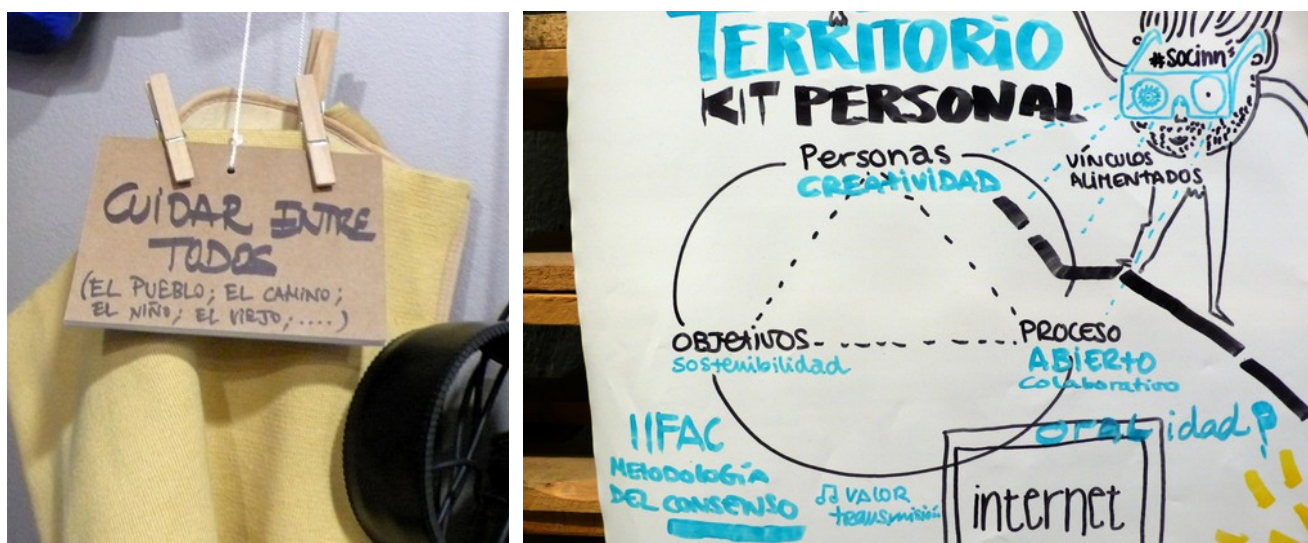 CUIDAR ENTRE
TODOS
(EL PUEBLO; EL CAMINO;
EL NIÑO; EL VIEJO;.....)
TERRITORIO
KIT PERSONAL
#socinn
Personas
CREATIVIDAD
VÍNCULOS
ALIMENTADOS
OBJETIVOS
Sostenibilidad
PROCESO
ABIERTO
Colaborativo
IIFAC
METODOLOGÍA
DEL CONSENSO
VALOR
transmisión
oralidad?
internet